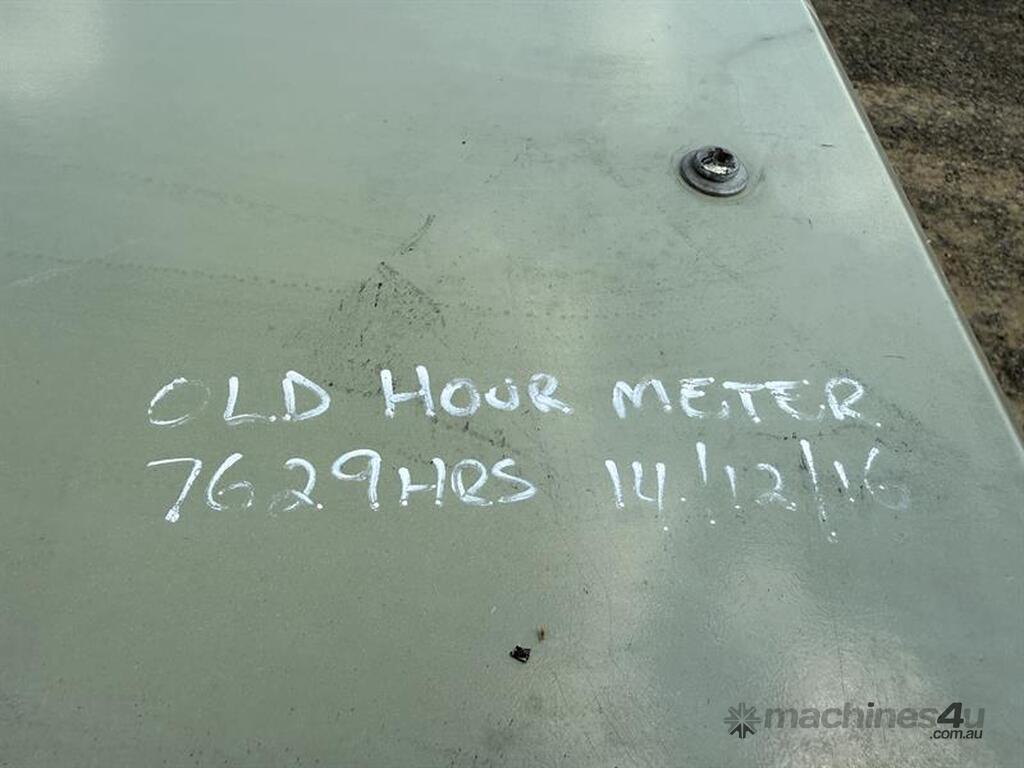 OLD HOUR METER
7629HRS 14/12/16
machines4u
.com.au